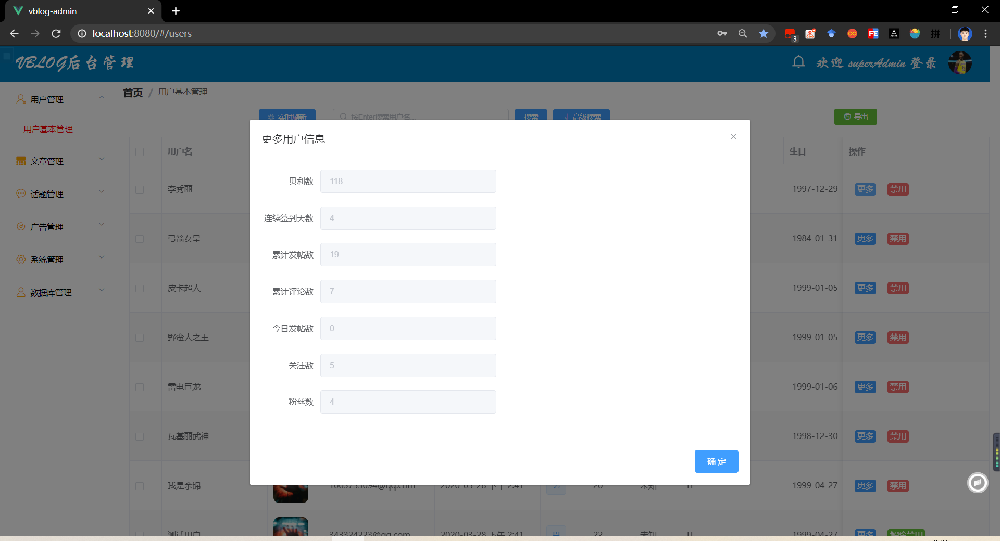 vblog-admin
localhost:8080/#/users
3
FE
拼
VBLOG后台管理
欢迎 superAdmin 登录
用户管理
首页 / 用户基本管理
实时刷新
按Enter搜索用户名...
搜索
高级搜索
导出
用户基本管理
更多用户信息
用户名
生日
操作
文章管理
贝利数 118
李秀丽
1997-12-29
更多
禁用
话题管理
连续签到天数 4
广告管理
弓箭女皇
1984-01-31
更多
禁用
累计发帖数 19
系统管理
皮卡超人
1999-01-05
更多
禁用
累计评论数 7
数据库管理
今日发帖数 0
野蛮人之王
1999-01-05
更多
禁用
关注数 5
雷电巨龙
1999-01-06
更多
禁用
粉丝数 4
瓦基丽武神
1998-12-30
更多
禁用
确定
我是余锦
1005733094@qq.com
2020-03-28 下午 2:41
男
20
未知
IT
1999-04-27
更多
禁用
测试用户
343324223@qq.com
2020-03-28 下午 2:41
男
22
未知
IT
1999-04-27
更多
解除禁用